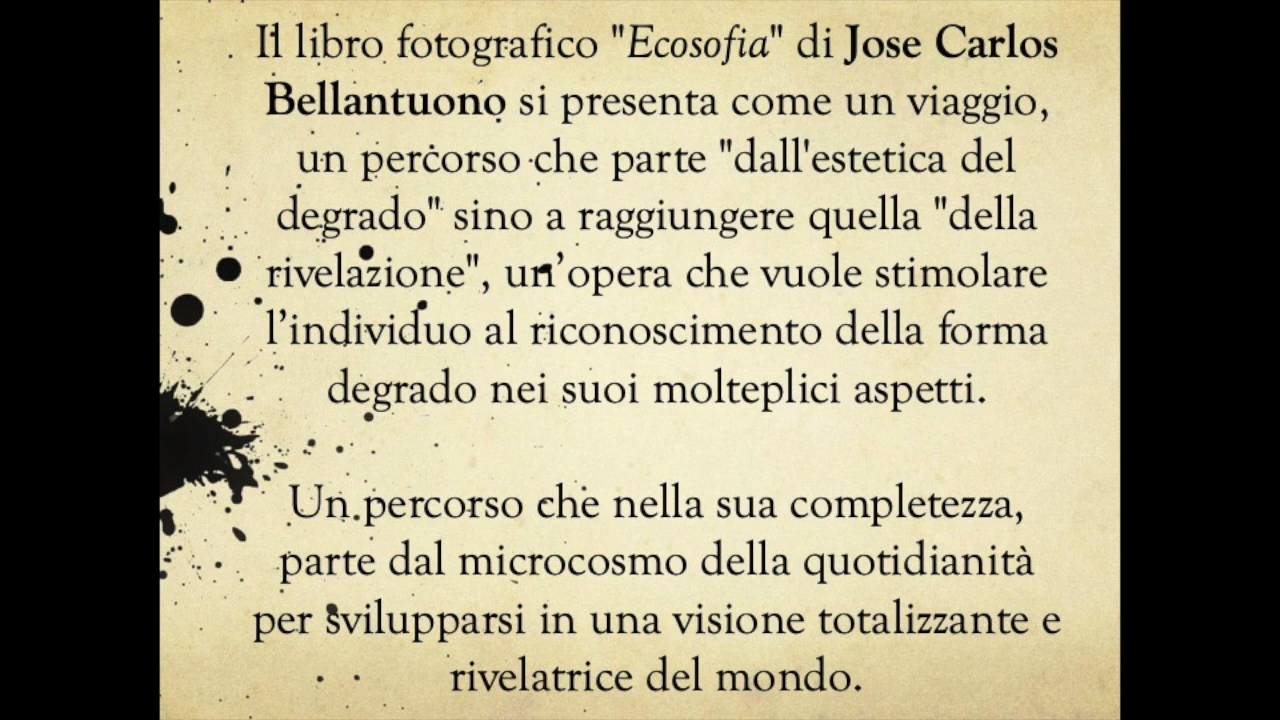 Il libro fotografico "Ecosofia" di Jose Carlos
Bellantuono si presenta come un viaggio,
un percorso che parte "dall'estetica del
degrado" sino a raggiungere quella "della
rivelazione", un’opera che vuole stimolare
l’individuo al riconoscimento della forma
degrado nei suoi molteplici aspetti.
Un percorso che nella sua completezza,
parte dal microcosmo della quotidianità
per svilupparsi in una visione totalizzante e
rivelatrice del mondo.